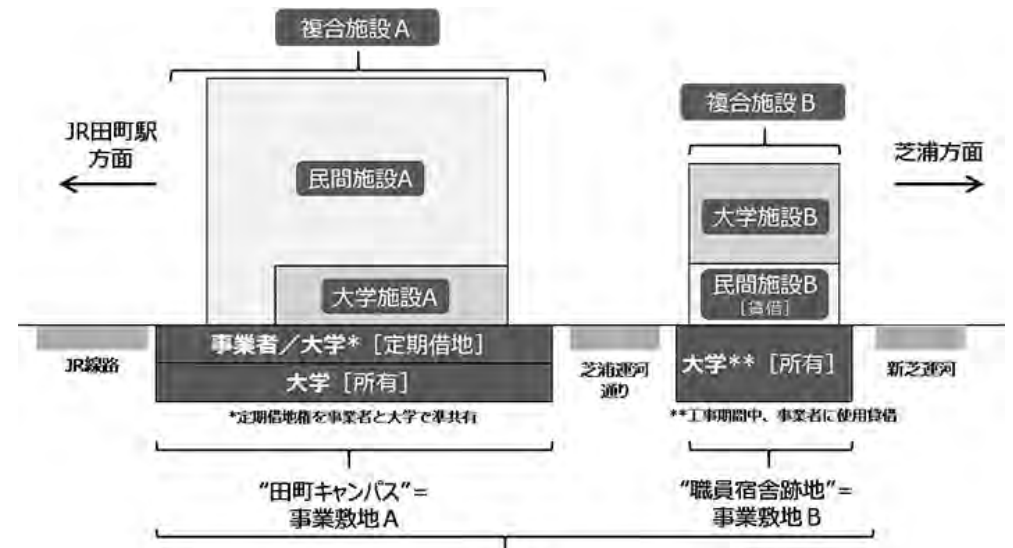 複合施設A
複合施設B
JR田町駅
方面
芝浦方面
民間施設A
大学施設B
大学施設A
民間施設B
[賃借]
事業者／大学* [定期借地]
大学** [所有]
JR線路
大学 [所有]
芝浦運河
通り
新芝運河
*定期借地権を事業者と大学で準共有
**工事期間中、事業者に使用貸借
"田町キャンパス"=
事業敷地A
"職員宿舎跡地"=
事業敷地B